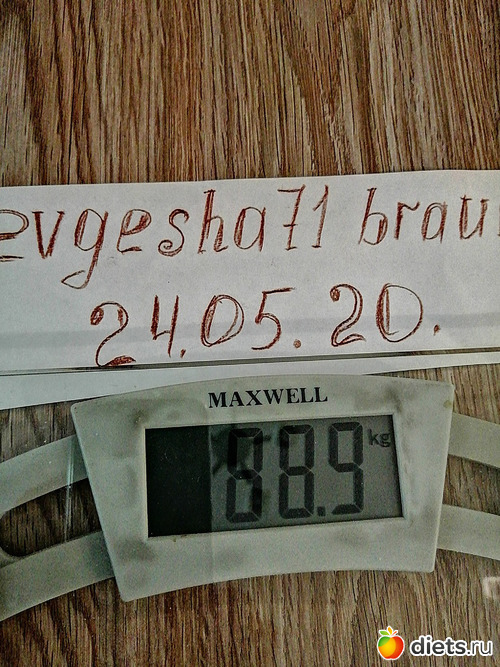 evgesha71 brau
24.05.20.
MAXWELL
88.9 kg
diets.ru